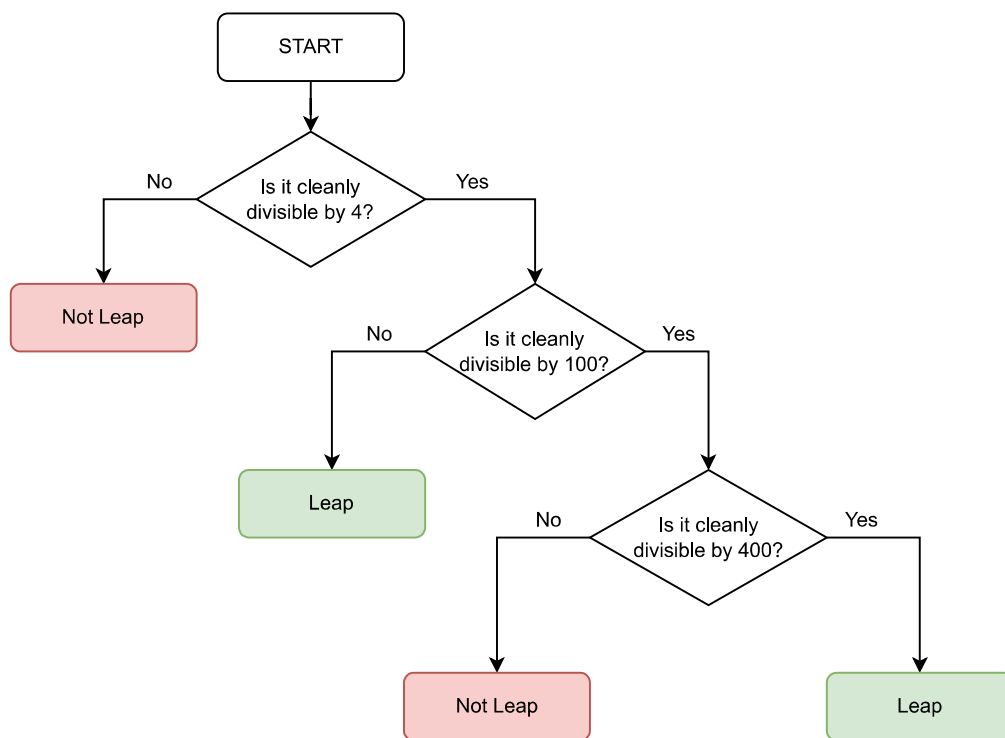 START
No
Yes
Is it cleanly
divisible by 4?
Not Leap
No
Yes
Is it cleanly
divisible by 100?
Leap
No
Yes
Is it cleanly
divisible by 400?
Not Leap
Leap